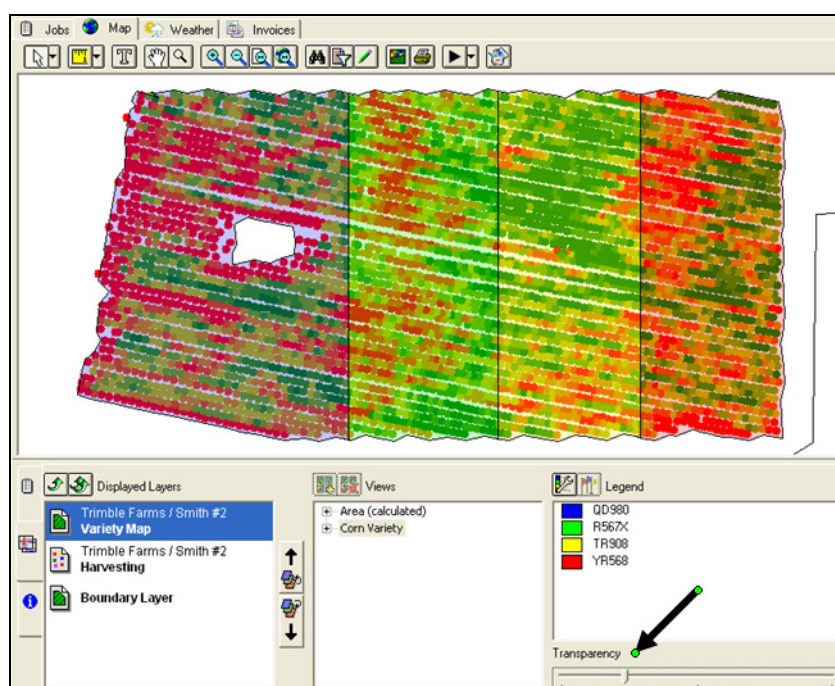 Jobs Map Weather Invoices
T
Displayed Layers
Trimble Farms / Smith #2
Variety Map
Trimble Farms / Smith #2
Harvesting
Boundary Layer
Views
Area (calculated)
Corn Variety
Legend
QD980
R567X
TR908
YR568
Transparency